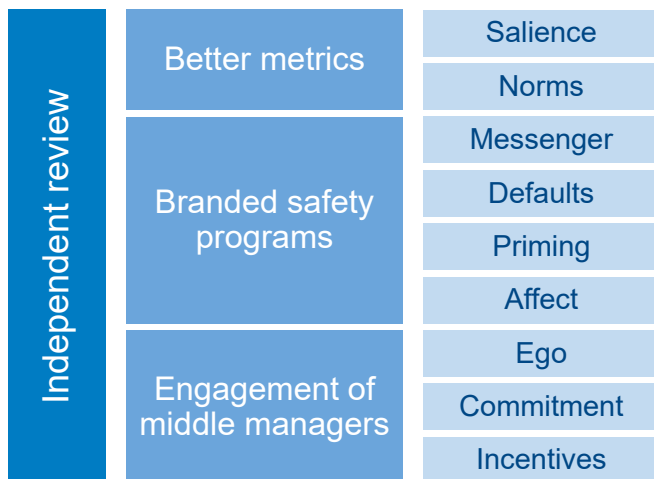 Independent review
Better metrics
Branded safety
programs
Engagement of
middle managers
Salience
Norms
Messenger
Defaults
Priming
Affect
Ego
Commitment
Incentives